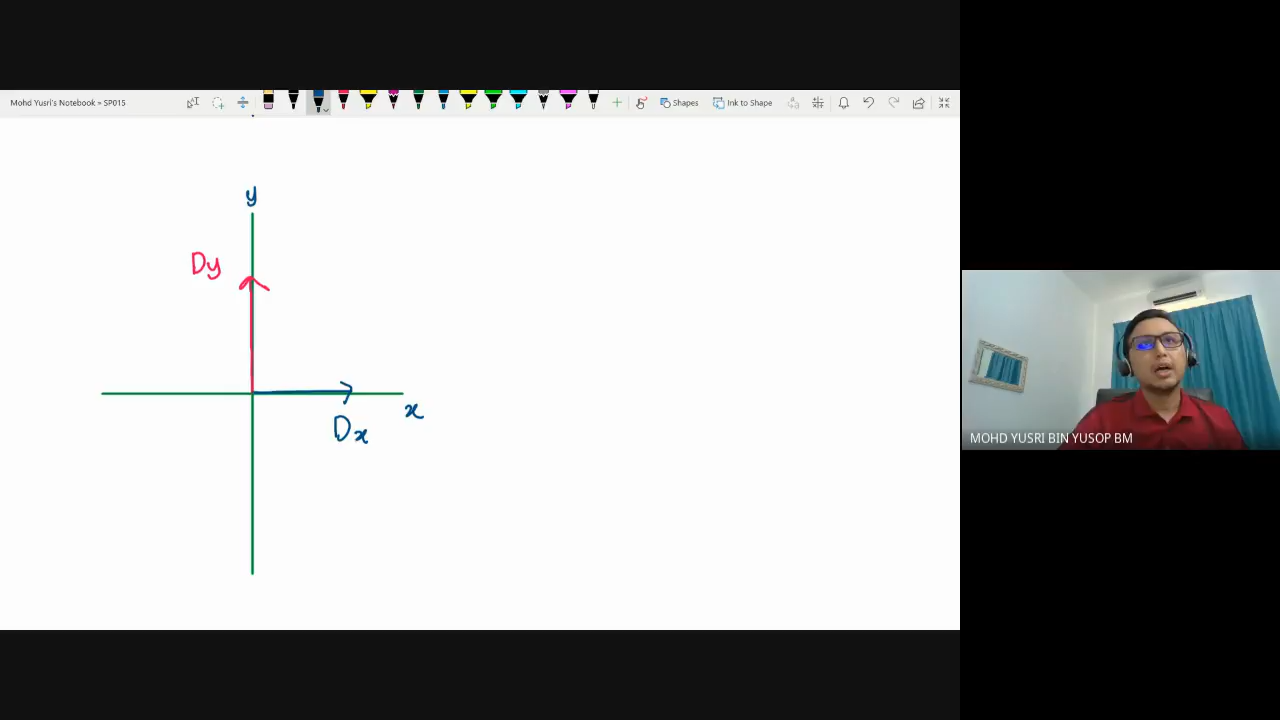 Mohd Yusri's Notebook » SP015
Shapes
Ink to Shape
y
Dy
x
Dx
MOHD YUSRI BIN YUSOP BM